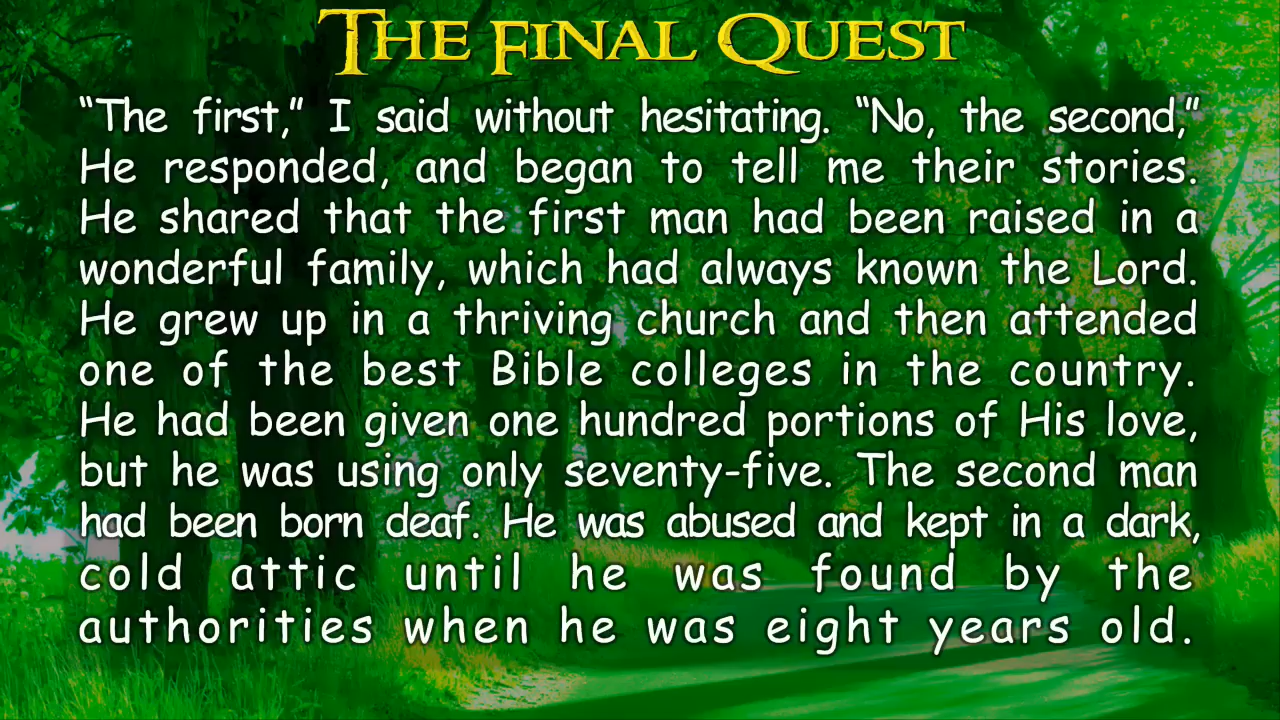 THE FINAL QUEST
“The first,” I said without hesitating. “No, the second,”
He responded, and began to tell me their stories.
He shared that the first man had been raised in a
wonderful family, which had always known the Lord.
He grew up in a thriving church and then attended
one of the best Bible colleges in the country.
He had been given one hundred portions of His love,
but he was using only seventy-five. The second man
had been born deaf. He was abused and kept in a dark,
cold attic until he was found by the
authorities when he was eight years old.